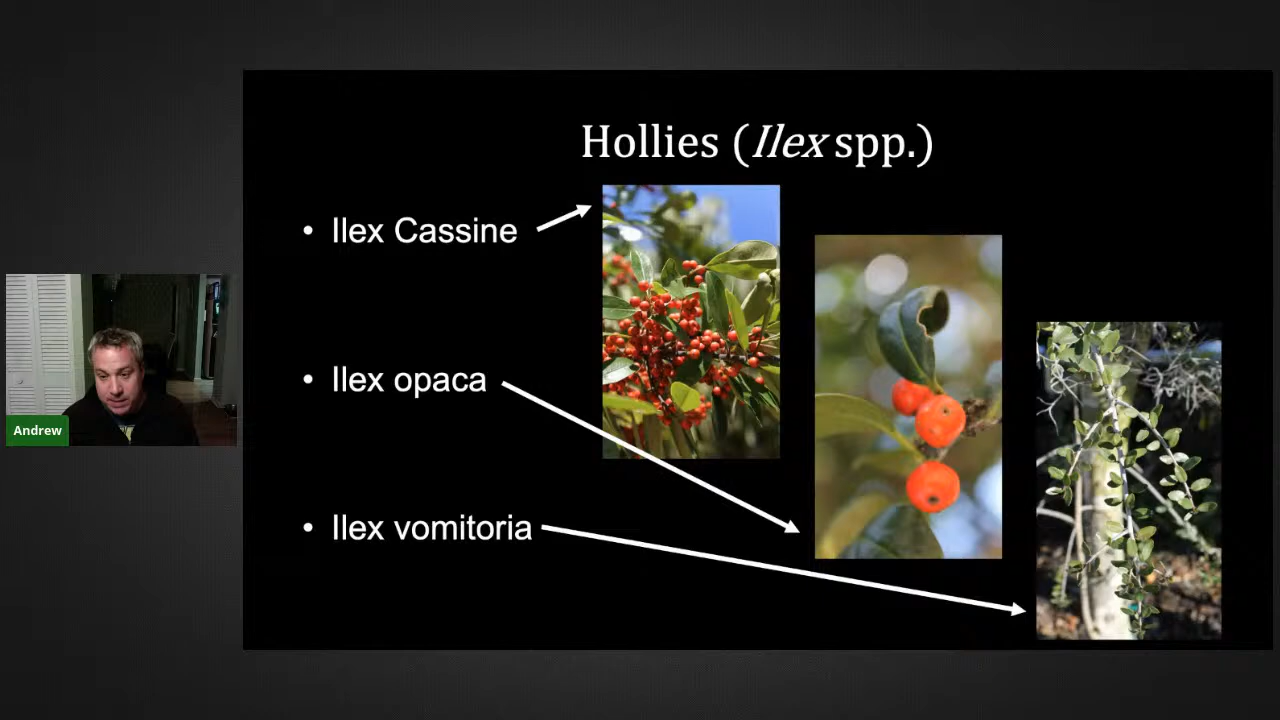 Hollies (Ilex spp.)
• Ilex Cassine
• Ilex opaca
• Ilex vomitoria
Andrew